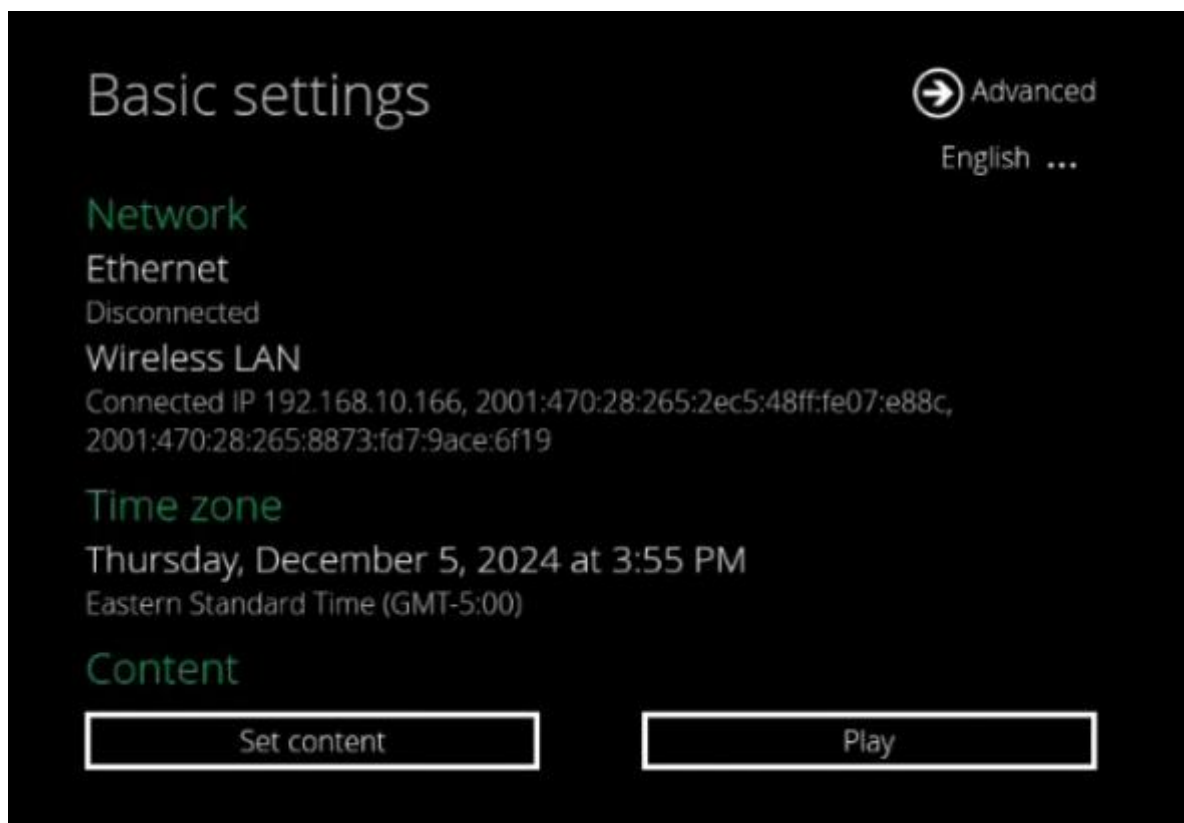 Basic settings
Advanced
English ...
Network
Ethernet
Disconnected
Wireless LAN
Connected IP 192.168.10.166, 2001:470:28:265:2ec5:48ff:fe07:e88c,
2001:470:28:265:8873:fd7:9ace:6f19
Time zone
Thursday, December 5, 2024 at 3:55 PM
Eastern Standard Time (GMT-5:00)
Content
Set content
Play